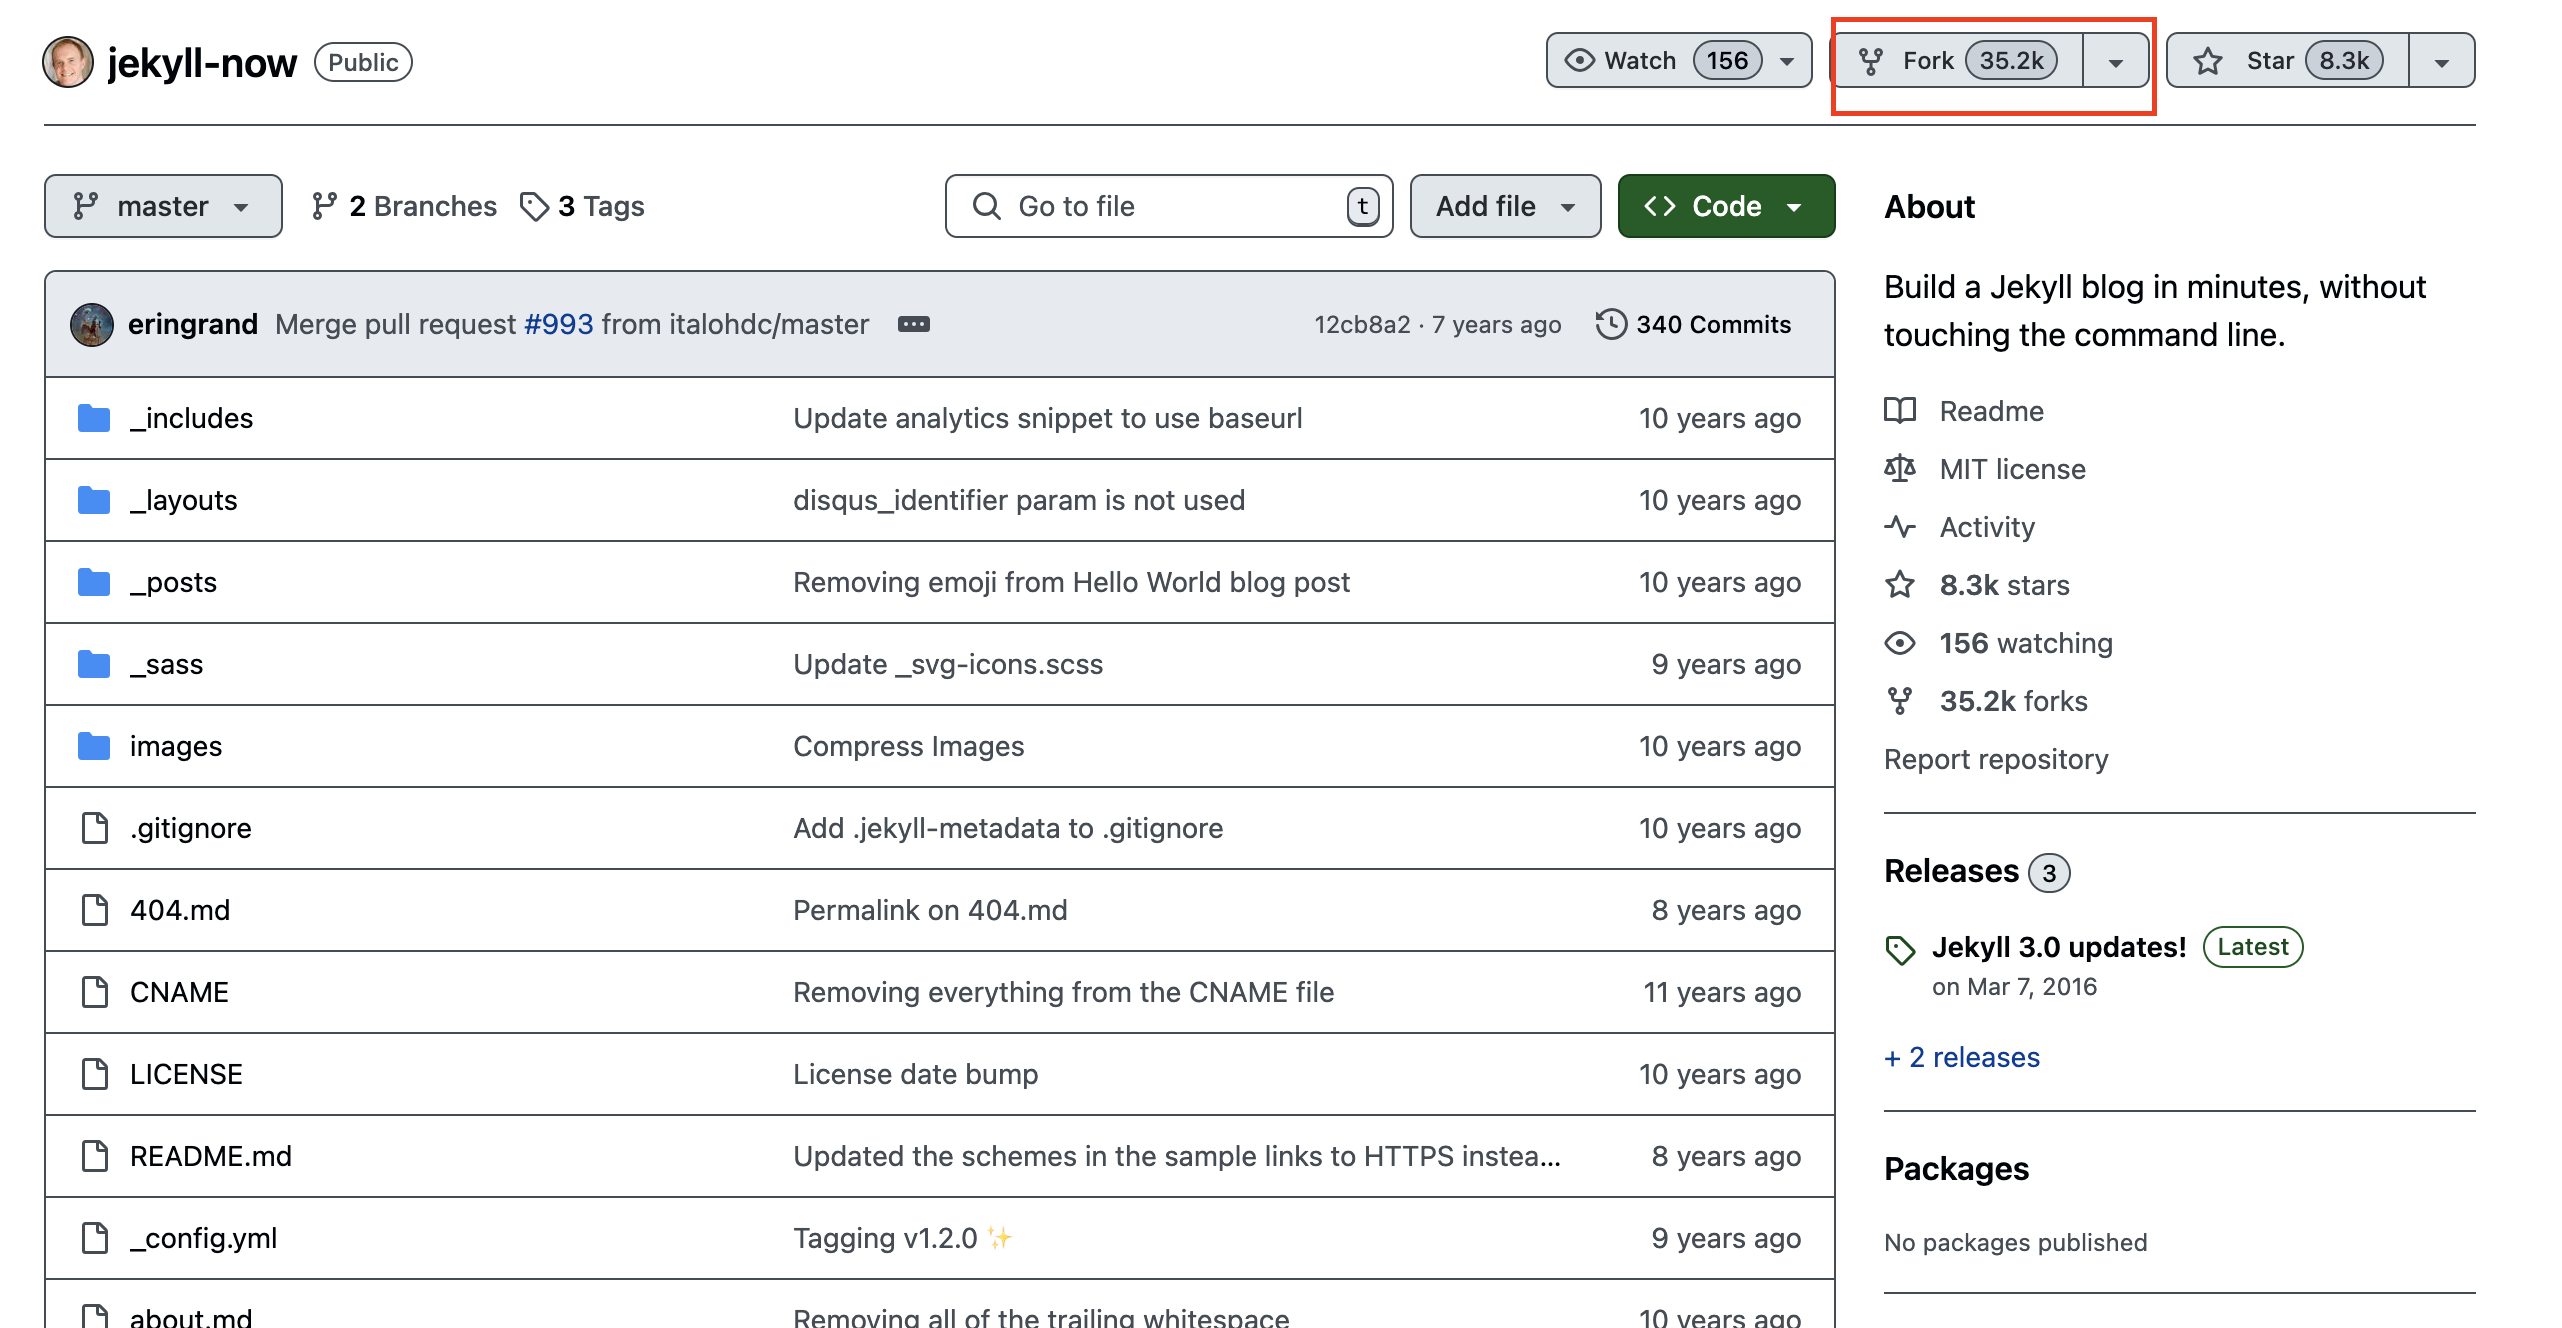 jekyll-now Public Watch 156 Fork 35.2k Star 8.3k
master 2 Branches 3 Tags Go to file t Add file Code
eringrand Merge pull request #993 from italohdc/master 12cb8a2 · 7 years ago 340 Commits
_includes Update analytics snippet to use baseurl 10 years ago
_layouts disqus_identifier param is not used 10 years ago
_posts Removing emoji from Hello World blog post 10 years ago
_sass Update _svg-icons.scss 9 years ago
images Compress Images 10 years ago
.gitignore Add .jekyll-metadata to .gitignore 10 years ago
404.md Permalink on 404.md 8 years ago
CNAME Removing everything from the CNAME file 11 years ago
LICENSE License date bump 10 years ago
README.md Updated the schemes in the sample links to HTTPS instea... 8 years ago
_config.yml Tagging v1.2.0 ✨ 9 years ago
about.md Removing all of the trailing whitespace 10 years ago
About
Build a Jekyll blog in minutes, without
touching the command line.
Readme
MIT license
Activity
8.3k stars
156 watching
35.2k forks
Report repository
Releases 3
Jekyll 3.0 updates! Latest
on Mar 7, 2016
+ 2 releases
Packages
No packages published